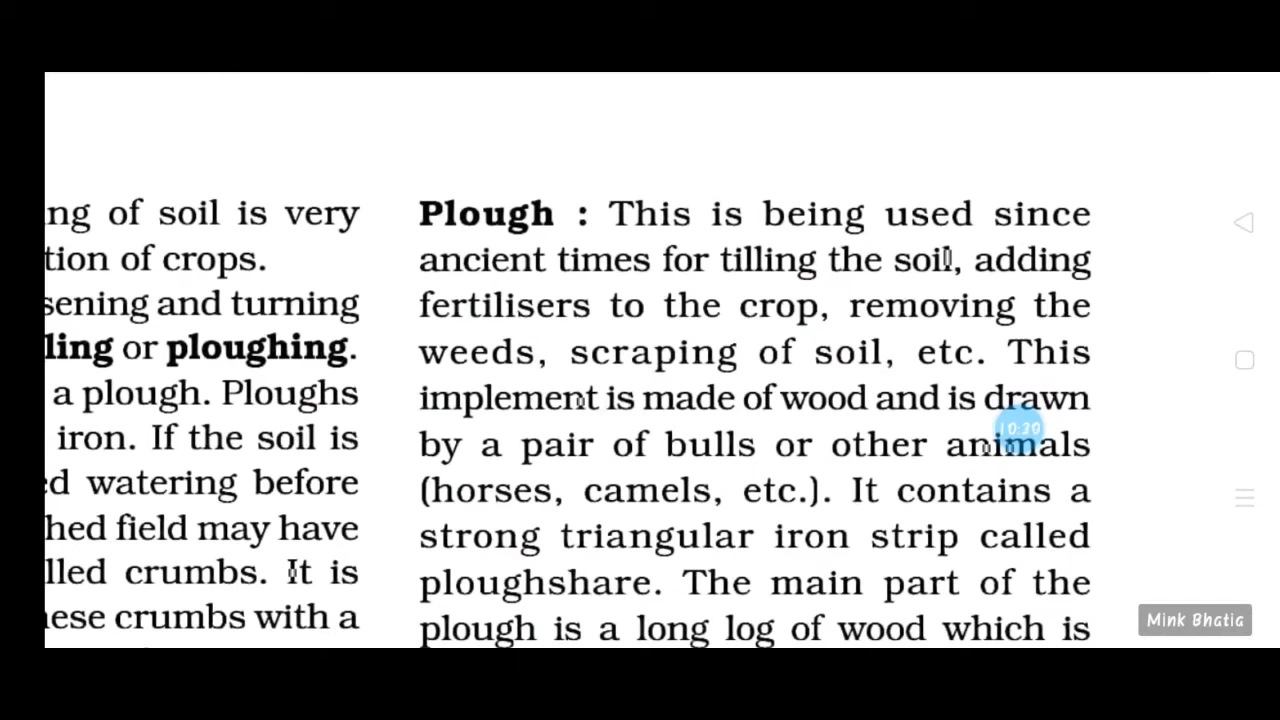 ng of soil is very
tion of crops.
sening and turning
ling or ploughing.
a plough. Ploughs
iron. If the soil is
ed watering before
hed field may have
lled crumbs. It is
hese crumbs with a
Plough : This is being used since
ancient times for tilling the soil, adding
fertilisers to the crop, removing the
weeds, scraping of soil, etc. This
implement is made of wood and is drawn
by a pair of bulls or other animals
(horses, camels, etc.). It contains a
strong triangular iron strip called
ploughshare. The main part of the
plough is a long log of wood which is
10:30
Mink Bhatia